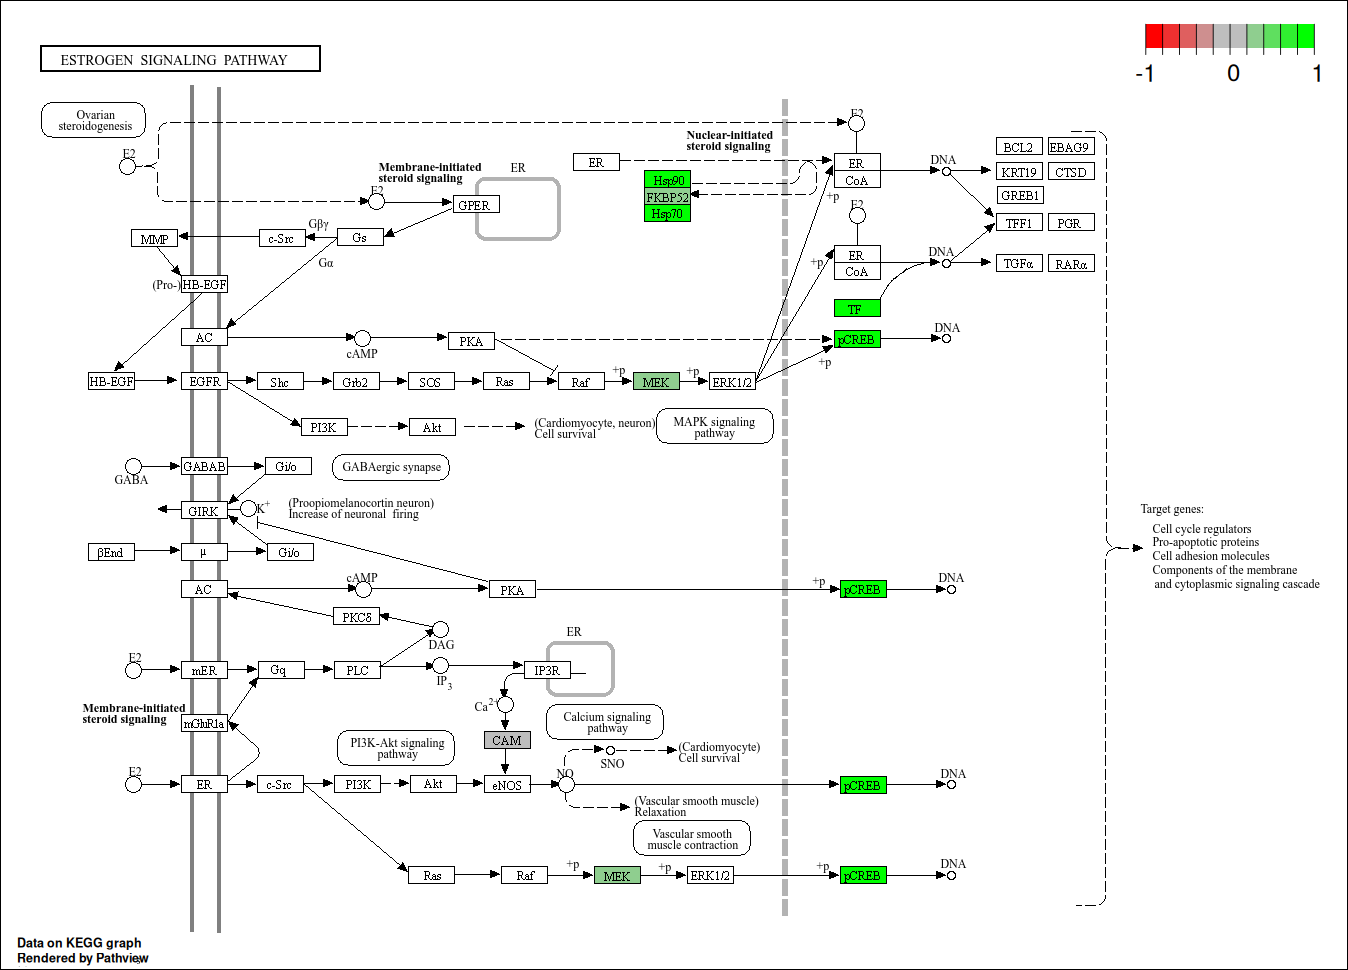 ESTROGEN SIGNALING PATHWAY
-1 0 1
Ovarian
steroidogenesis
E2
E2
Nuclear-initiated
steroid signaling
Membrane-initiated
steroid signaling
ER
ER
ER
CoA
DNA
BCL2 EBAG9
KRT19 CTSD
GREB1
Hsp90
FKBP52
Hsp70
+p
E2
GPER
E2
TFF1 PGR
Gβγ
MMP c-Src Gs
Gα
ER
CoA
+p
DNA
TGFα RARα
(Pro-) HB-EGF
TF
AC
cAMP
PKA
pCREB
DNA
+p
HB-EGF EGFR Shc Grb2 SOS Ras Raf +p MEK +p ERK1/2
PI3K Akt
(Cardiomyocyte, neuron)
Cell survival
MAPK signaling
pathway
GABA
GABAB Gi/o
GABAergic synapse
GIRK K+
(Proopiomelanocortin neuron)
Increase of neuronal firing
Target genes:
Cell cycle regulators
Pro-apoptotic proteins
Cell adhesion molecules
Components of the membrane
and cytoplasmic signaling cascade
βEnd μ Gi/o
AC cAMP PKA +p pCREB DNA
PKCδ
DAG
ER
E2
mER Gq PLC IP3 IP3R
Ca2+
Membrane-initiated
steroid signaling
mGluR1a
Calcium signaling
pathway
PI3K-Akt signaling
pathway
CAM
(Cardiomyocyte)
Cell survival
SNO
E2
ER c-Src PI3K Akt eNOS NO pCREB DNA
(Vascular smooth muscle)
Relaxation
Vascular smooth
muscle contraction
Ras Raf +p MEK +p ERK1/2 +p pCREB DNA
Data on KEGG graph
Rendered by Pathview